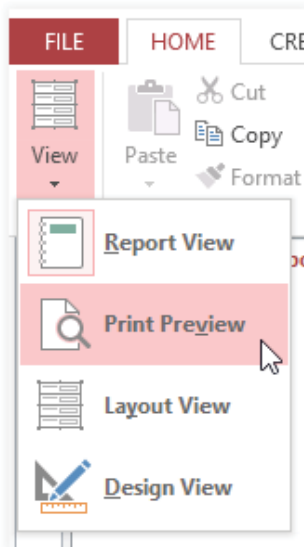 FILE HOME CRE
Cut
Copy
View Paste
Format
Report View
Print Preview
Layout View
Design View